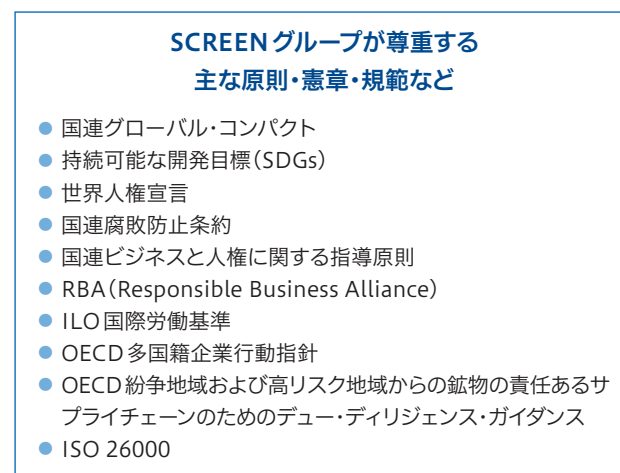 SCREENグループが尊重する
主な原則・憲章・規範など
● 国連グローバル・コンパクト
● 持続可能な開発目標（SDGs）
● 世界人権宣言
● 国連腐敗防止条約
● 国連ビジネスと人権に関する指導原則
● RBA（Responsible Business Alliance）
● ILO国際労働基準
● OECD多国籍企業行動指針
● OECD紛争地域および高リスク地域からの鉱物の責任あるサ
プライチェーンのためのデュー・ディリジェンス・ガイダンス
● ISO 26000